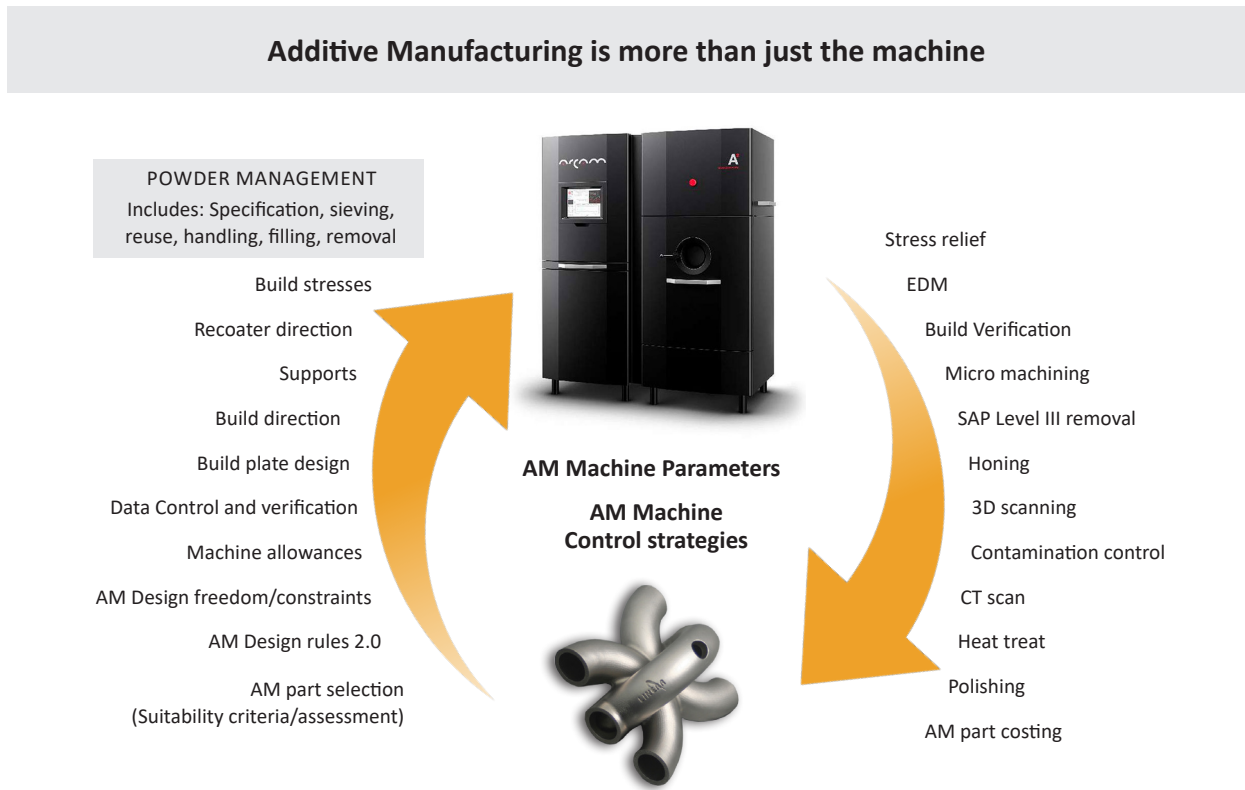 Additive Manufacturing is more than just the machine
POWDER MANAGEMENT
Includes: Specification, sieving,
reuse, handling, filling, removal
Build stresses
Recoater direction
Supports
Build direction
Build plate design
Data Control and verification
Machine allowances
AM Design freedom/constraints
AM Design rules 2.0
AM part selection
(Suitability criteria/assessment)
arcam
A
AM Machine Parameters
AM Machine
Control strategies
Stress relief
EDM
Build Verification
Micro machining
SAP Level III removal
Honing
3D scanning
Contamination control
CT scan
Heat treat
Polishing
AM part costing